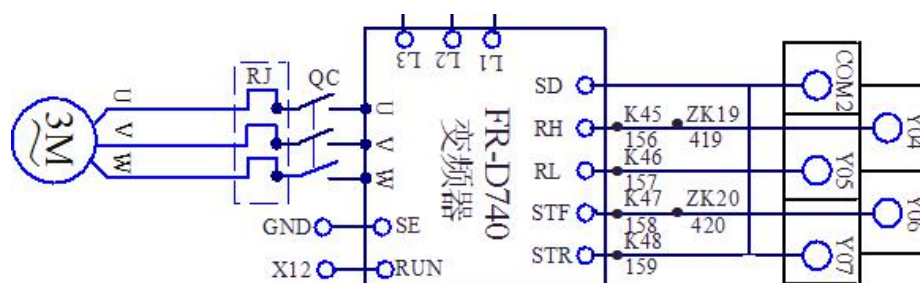 L3 L2 L1
RJ QC
U
V
W
3M
U
V
W
FR-D740
变频器
SD
RH
RL
STF
STR
GND SE
X12 RUN
K45 ZK19
156 419
K46
157
K47 ZK20
158 420
K48
159
COM2
Y04
Y05
Y06
Y07